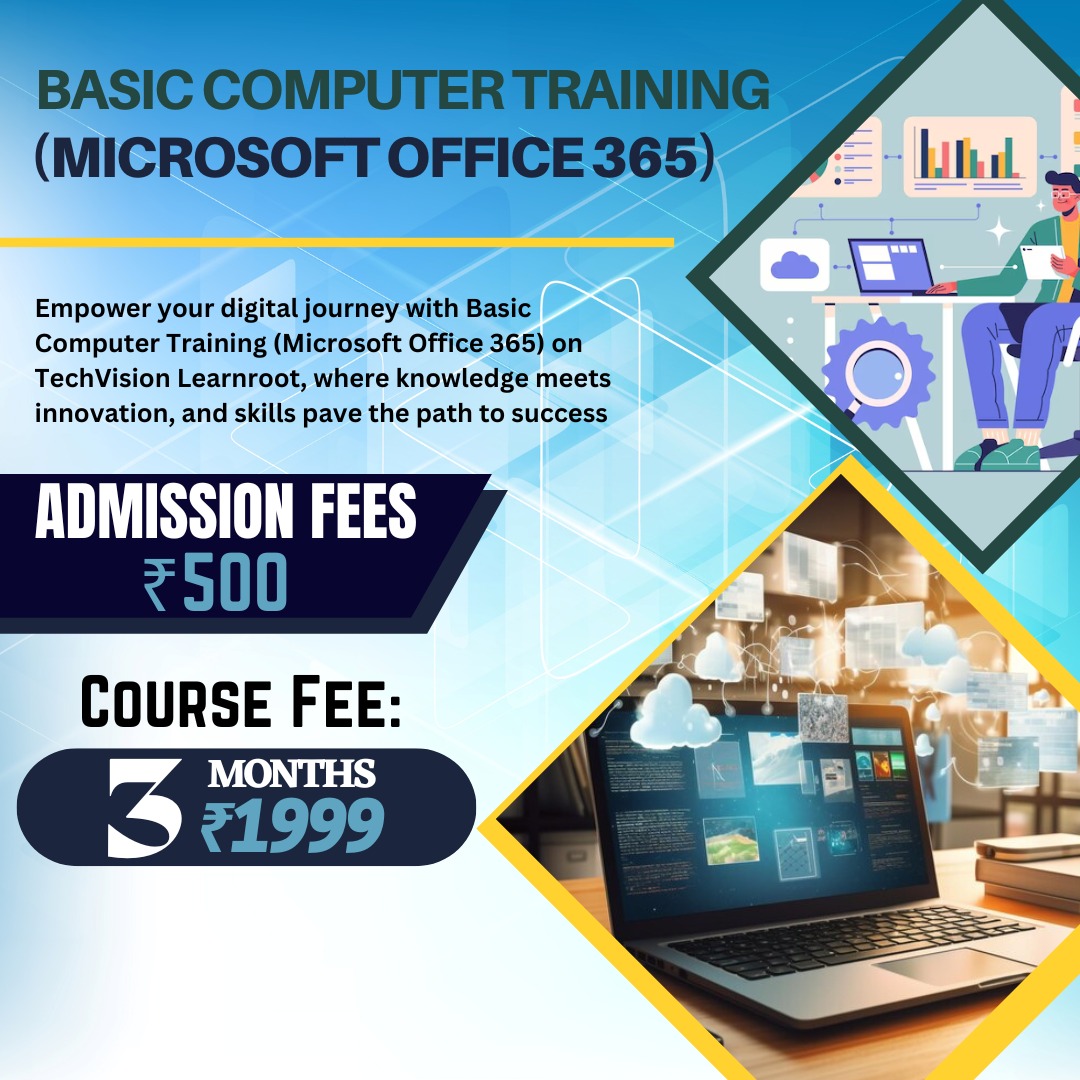 BASIC COMPUTER TRAINING
(MICROSOFT OFFICE 365)
Empower your digital journey with Basic
Computer Training (Microsoft Office 365) on
TechVision Learnroot, where knowledge meets
innovation, and skills pave the path to success
ADMISSION FEES
₹500
COURSE FEE:
3 MONTHS
₹1999